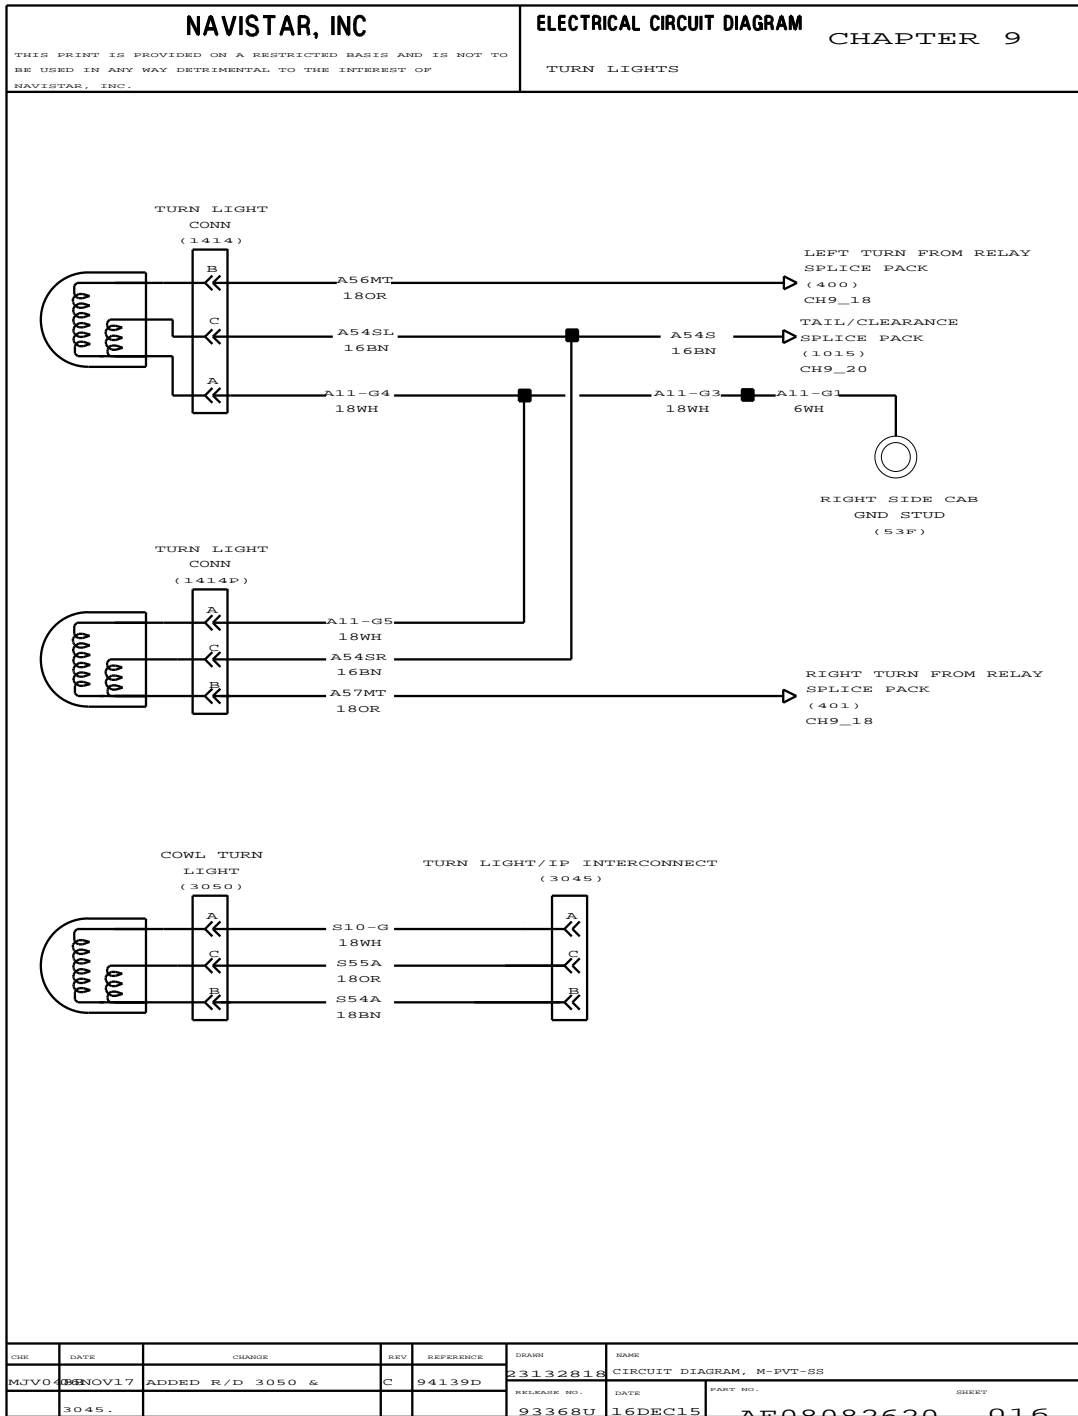 NAVISTAR, INC
THIS PRINT IS PROVIDED ON A RESTRICTED BASIS AND IS NOT TO
BE USED IN ANY WAY DETRIMENTAL TO THE INTEREST OF
NAVISTAR, INC.
ELECTRICAL CIRCUIT DIAGRAM
CHAPTER 9
TURN LIGHTS
TURN LIGHT
CONN
(1414)
B
A56MT
18OR
LEFT TURN FROM RELAY
SPLICE PACK
(400)
CH9_18
C
A54SL
16BN
A54S
16BN
TAIL/CLEARANCE
SPLICE PACK
(1015)
CH9_20
A
A11-G4
18WH
A11-G3
18WH
A11-G1
6WH
RIGHT SIDE CAB
GND STUD
(53F)
TURN LIGHT
CONN
(1414P)
A
A11-G5
18WH
C
A54SR
16BN
B
A57MT
18OR
RIGHT TURN FROM RELAY
SPLICE PACK
(401)
CH9_18
COWL TURN
LIGHT
(3050)
TURN LIGHT/IP INTERCONNECT
(3045)
A
S10-G
18WH
A
C
S55A
18OR
C
B
S54A
18BN
B
CHK
DATE
CHANGE
REV
REFERENCE
DRAWN
NAME
NOV17
ADDED R/D 3050 &
C
94139D
23132818
CIRCUIT DIAGRAM, M-PVT-SS
3045.
RELEASE NO.
DATE
PART NO.
SHEET
93368U
16DEC15
016